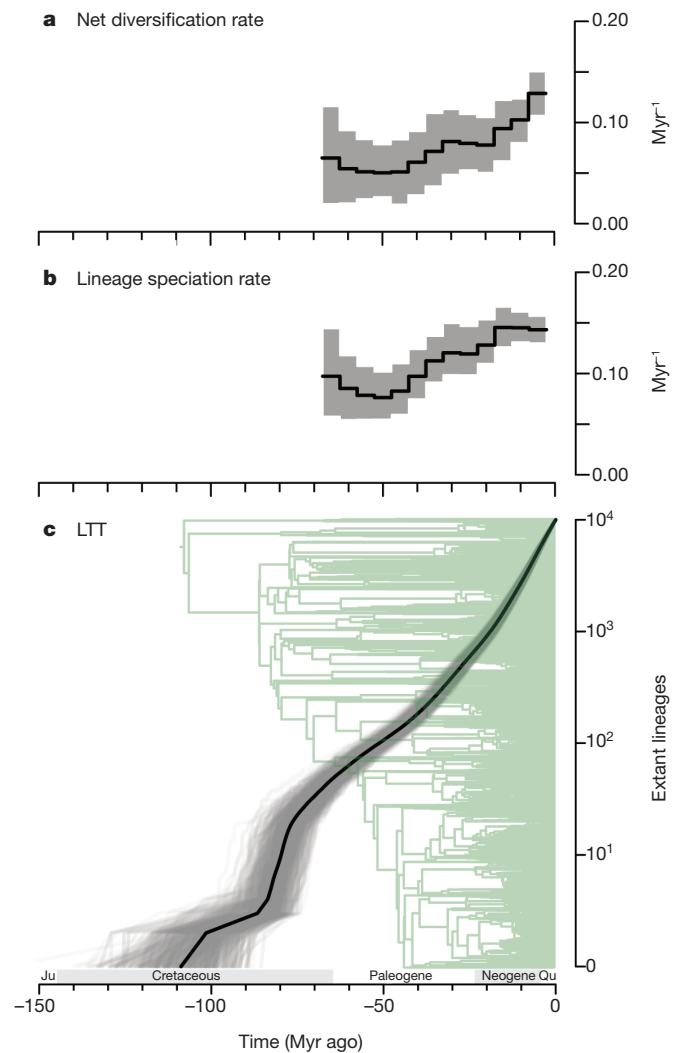 a Net diversification rate
0.20
0.10
0.00
Myr⁻¹
b Lineage speciation rate
0.20
0.10
0.00
Myr⁻¹
c LTT
10⁴
10³
10²
10¹
0
Extant lineages
Ju Cretaceous Paleogene Neogene Qu
–150 –100 –50 0
Time (Myr ago)